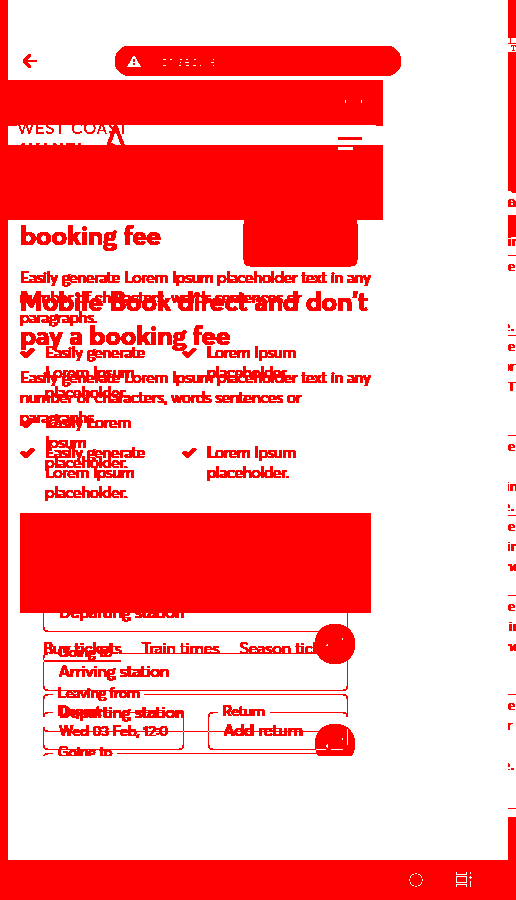 WEST COAST
booking fee
Easily generate Lorem Ipsum placeholder text in any
number of characters, words sentences or
paragraphs.
Mobile Book direct and don't
pay a booking fee
Easily generate
Lorem Ipsum
placeholder.
Lorem Ipsum
placeholder.
Easily generate Lorem Ipsum placeholder text in any
number of characters, words sentences or
paragraphs.
Easily Lorem
Ipsum
placeholder.
Easily generate
Lorem Ipsum
placeholder.
Lorem Ipsum
placeholder.
Departing station
Buy tickets
Train times
Season
Going to
Arriving station
Leaving from
Departing station
Depart
Return
Wed 03 Feb, 12:0
Add return
Going to